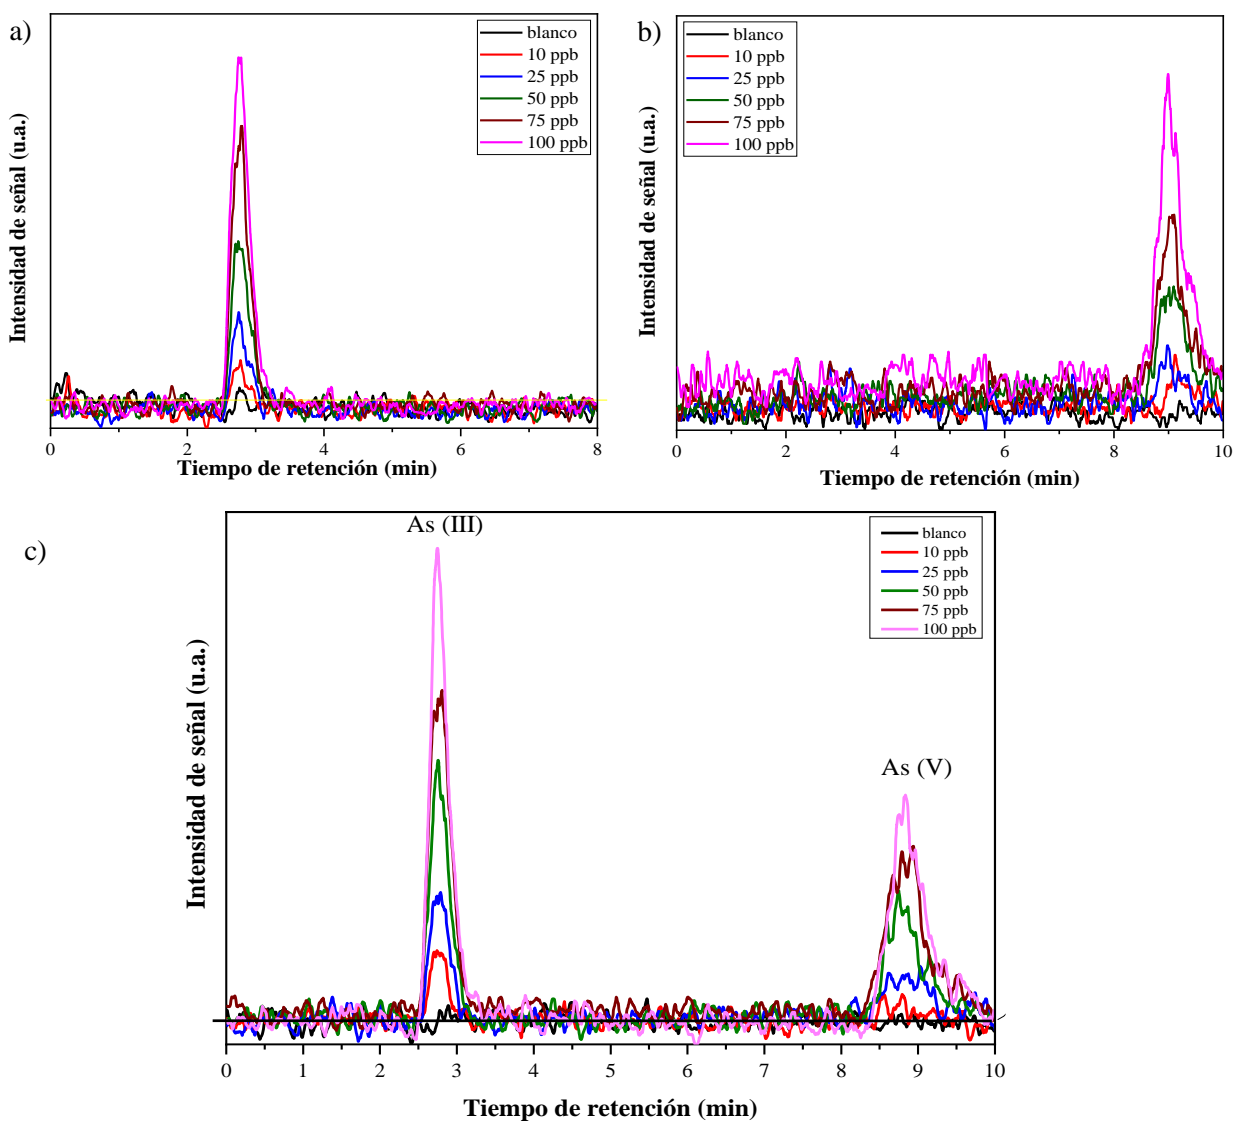 a)
blanco
10 ppb
25 ppb
50 ppb
75 ppb
100 ppb
Intensidad de señal (u.a.)
0 2 4 6 8
Tiempo de retención (min)
b)
blanco
10 ppb
25 ppb
50 ppb
75 ppb
100 ppb
Intensidad de señal (u.a.)
0 2 4 6 8 10
Tiempo de retención (min)
c)
As (III)
As (V)
blanco
10 ppb
25 ppb
50 ppb
75 ppb
100 ppb
Intensidad de señal (u.a.)
0 1 2 3 4 5 6 7 8 9 10
Tiempo de retención (min)